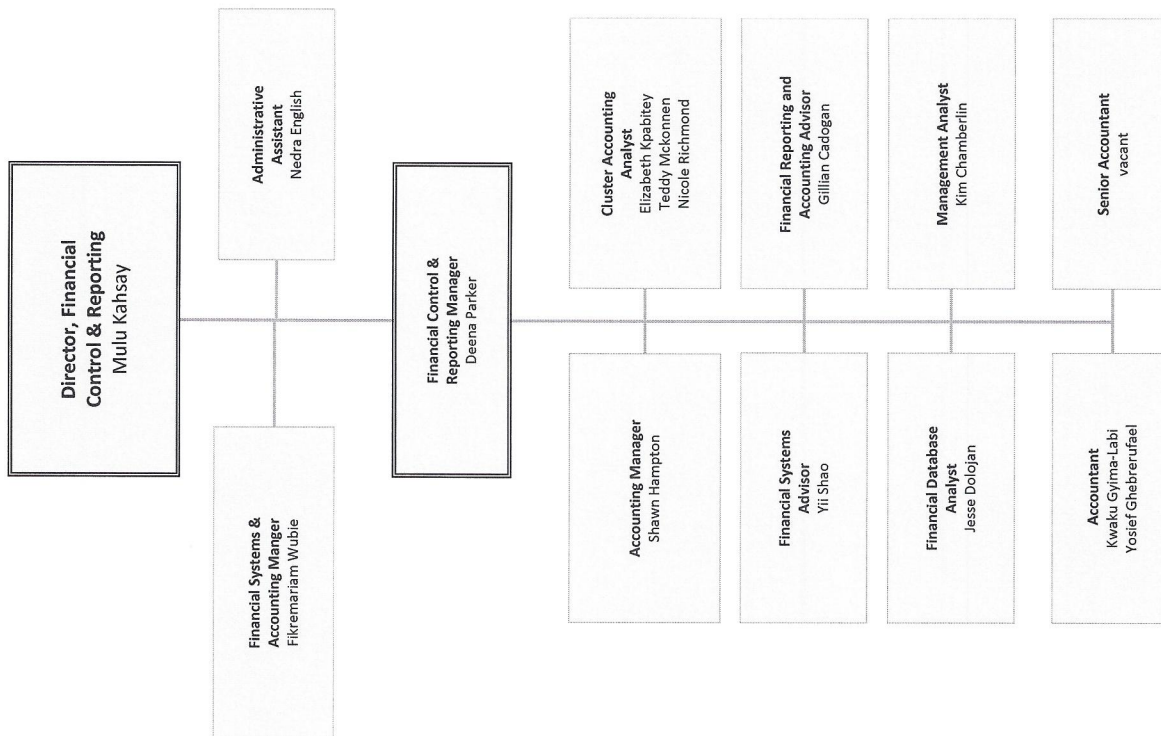 Director, Financial
Control & Reporting
Mulu Kahsay
Financial Systems &
Accounting Manger
Fikremariam Wubie
Administrative
Assistant
Nedra English
Financial Control &
Reporting Manager
Deena Parker
Accounting Manager
Shawn Hampton
Cluster Accounting
Analyst
Elizabeth Kpabitey
Teddy Mckonnen
Nicole Richmond
Financial Systems
Advisor
Yii Shao
Financial Reporting and
Accounting Advisor
Gillian Cadogan
Financial Database
Analyst
Jesse Dolojan
Management Analyst
Kim Chamberlin
Accountant
Kwaku Gyima-Labi
Yosief Ghebrerufael
Senior Accountant
vacant